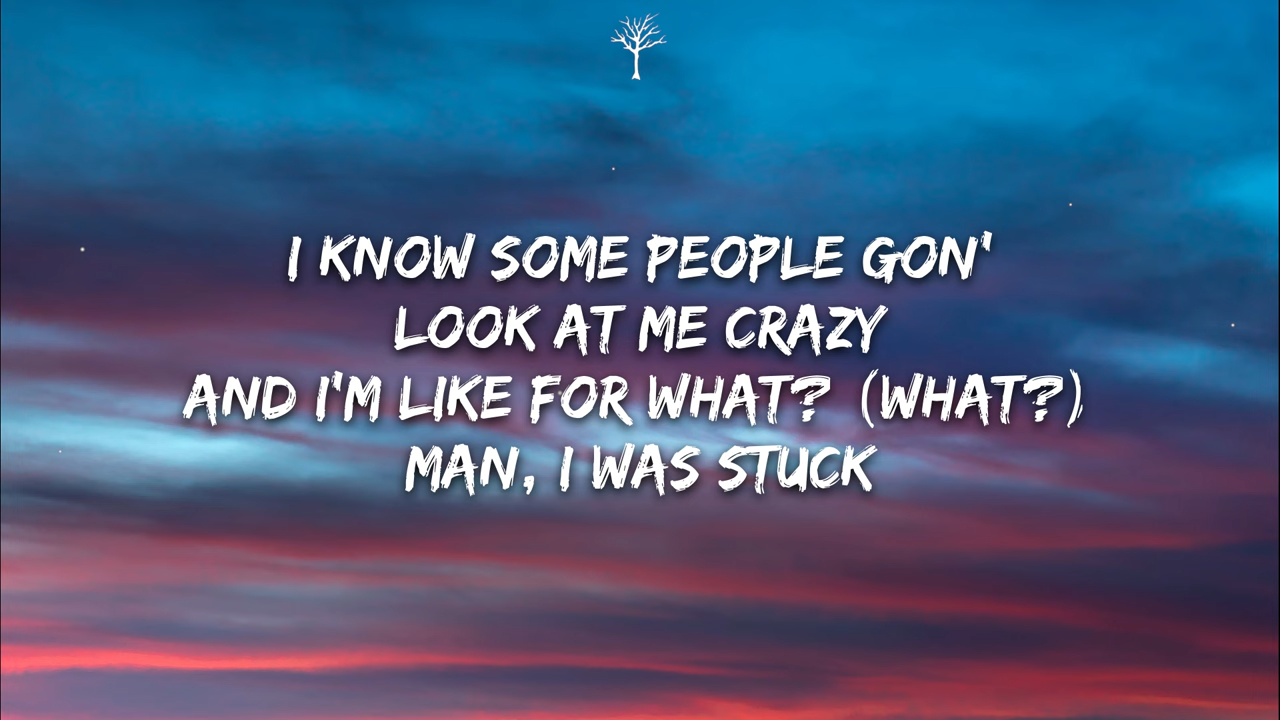 I KNOW SOME PEOPLE GON'
LOOK AT ME CRAZY
AND I'M LIKE FOR WHAT? (WHAT?)
MAN, I WAS STUCK